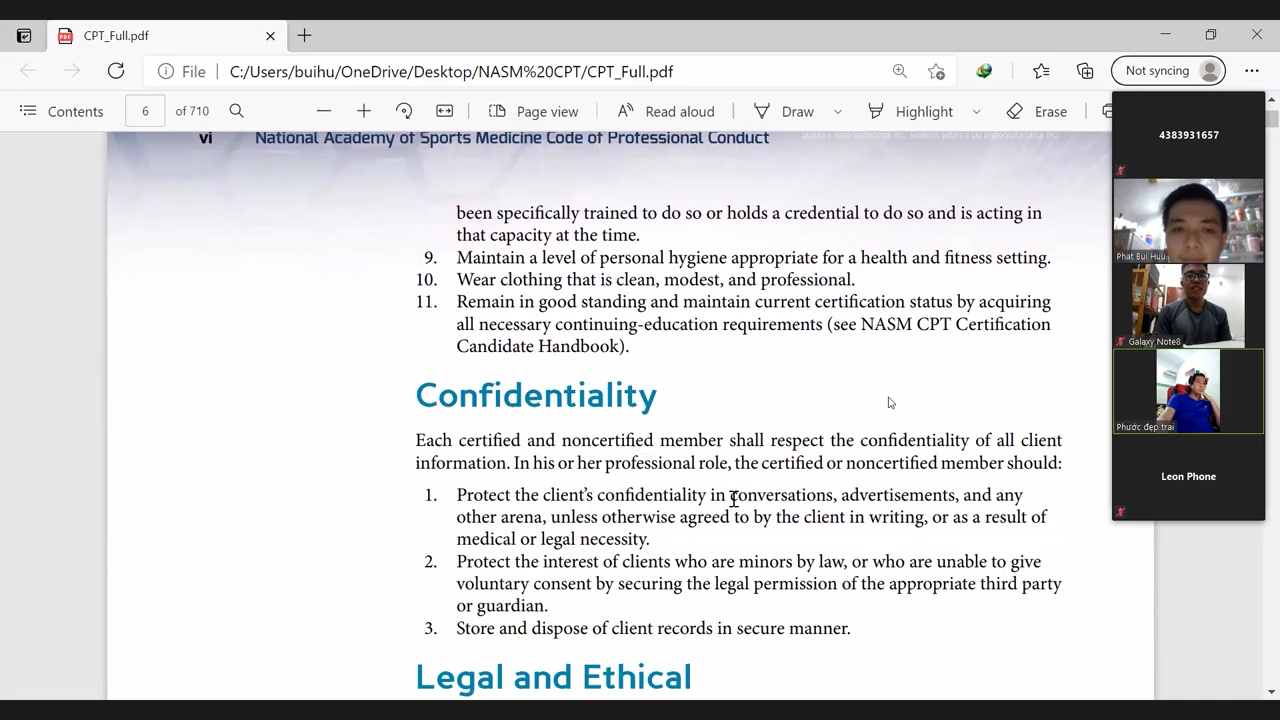 CPT_Full.pdf
File
C:/Users/buihu/OneDrive/Desktop/NASM%20CPT/CPT_Full.pdf
Not syncing
Contents
6
of 710
Page view
Read aloud
Draw
Highlight
Erase
vi National Academy of Sports Medicine Code of Professional Conduct
been specifically trained to do so or holds a credential to do so and is acting in
that capacity at the time.
9. Maintain a level of personal hygiene appropriate for a health and fitness setting.
10. Wear clothing that is clean, modest, and professional.
11. Remain in good standing and maintain current certification status by acquiring
all necessary continuing-education requirements (see NASM CPT Certification
Candidate Handbook).
Confidentiality
Each certified and noncertified member shall respect the confidentiality of all client
information. In his or her professional role, the certified or noncertified member should:
1. Protect the client's confidentiality in conversations, advertisements, and any
other arena, unless otherwise agreed to by the client in writing, or as a result of
medical or legal necessity.
2. Protect the interest of clients who are minors by law, or who are unable to give
voluntary consent by securing the legal permission of the appropriate third party
or guardian.
3. Store and dispose of client records in secure manner.
Legal and Ethical
4383931657
Phat Bui Huu
Galaxy Note8
Phước đẹp trai
Leon Phone